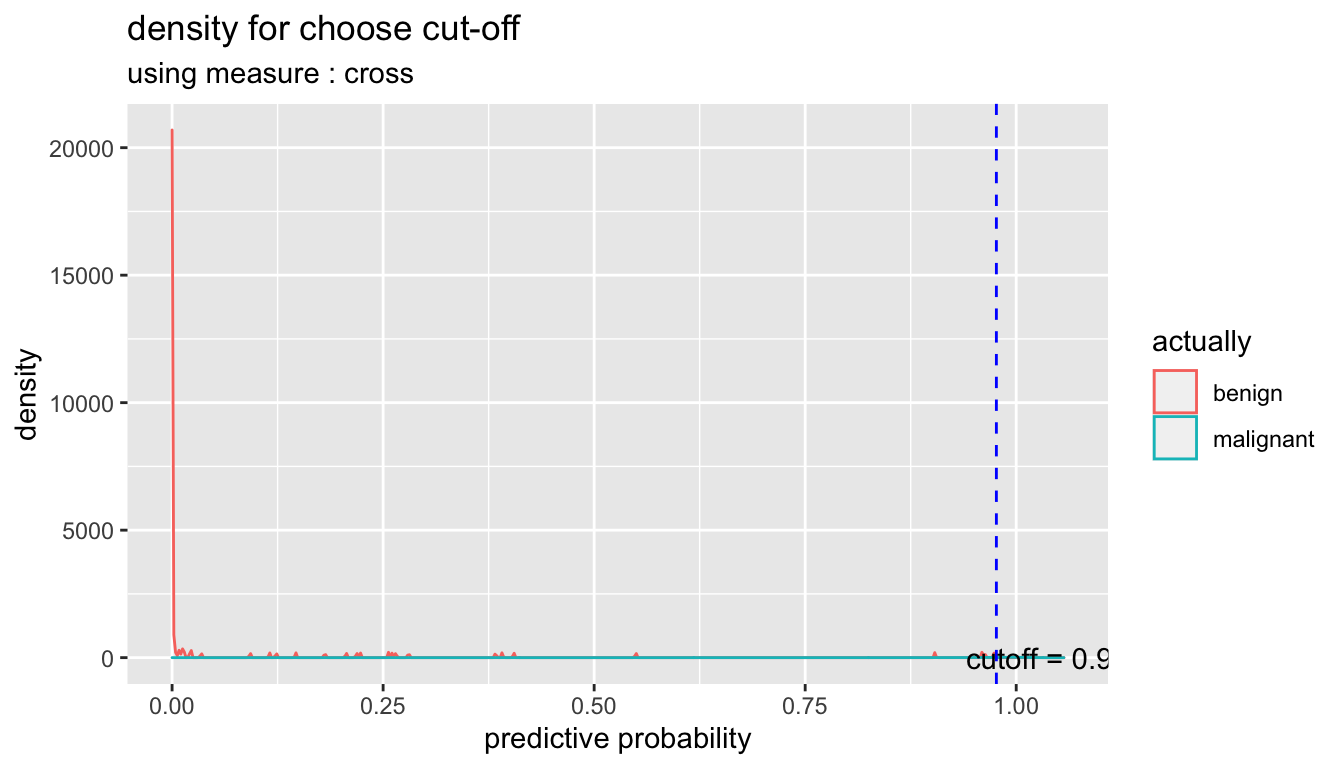 density for choose cut-off
using measure : cross
density
20000
15000
10000
5000
0
cutoff = 0.9
0.00 0.25 0.50 0.75 1.00
predictive probability
actually
benign
malignant